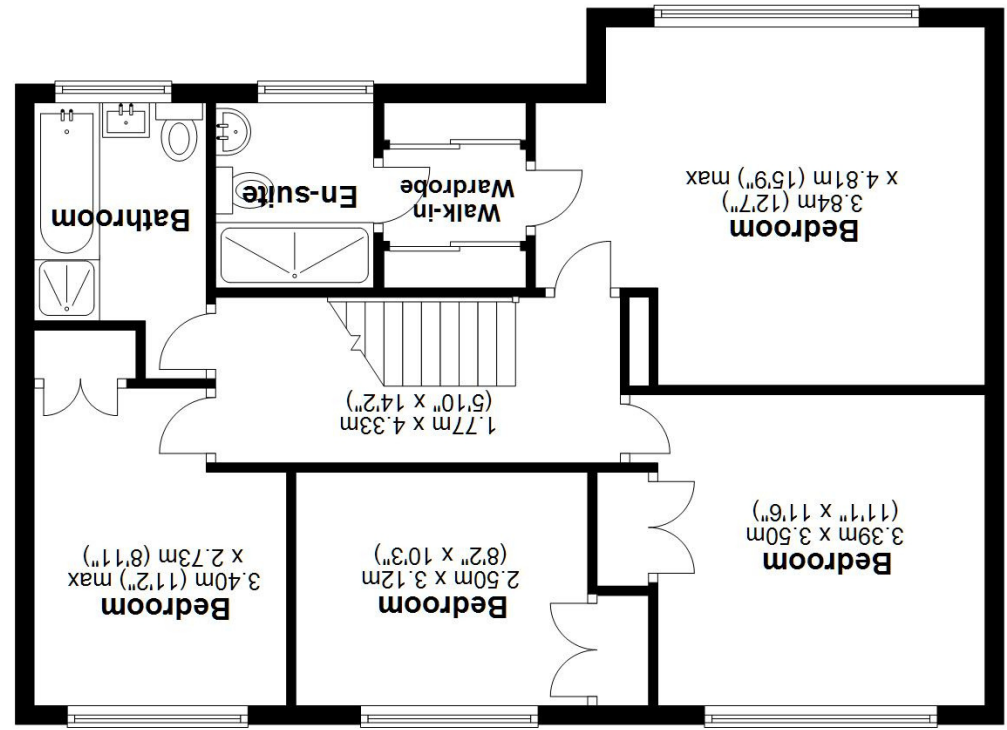 Bedroom
3.39m x 3.50m
(11'1" x 11'6")
Bedroom
2.50m x 3.12m
(8'2" x 10'3")
Bedroom
3.40m (11'2") max
x 2.73m (8'11")
1.77m x 4.33m
(5'10" x 14'2")
Bedroom
3.84m (12'7")
x 4.81m (15'9") max
Walk-in
Wardrobe
En-suite
Bathroom